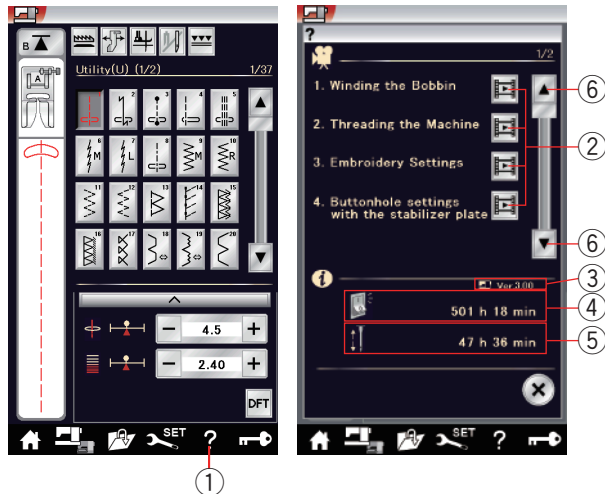 B
A
Utility(U) (1/2) 1/37
2 3 4 5
6 M 7 L 8 9 M 10 R
11 12 13 14 15
16 17 18 19 20
− 4.5 +
− 2.40 +
DFT
SET ?
①
?
1/2
1. Winding the Bobbin
2. Threading the Machine
3. Embroidery Settings
4. Buttonhole settings
with the stabilizer plate
⑥
②
⑥
i
Ver 3.00
③
501 h 18 min
④
47 h 36 min
⑤
SET ?